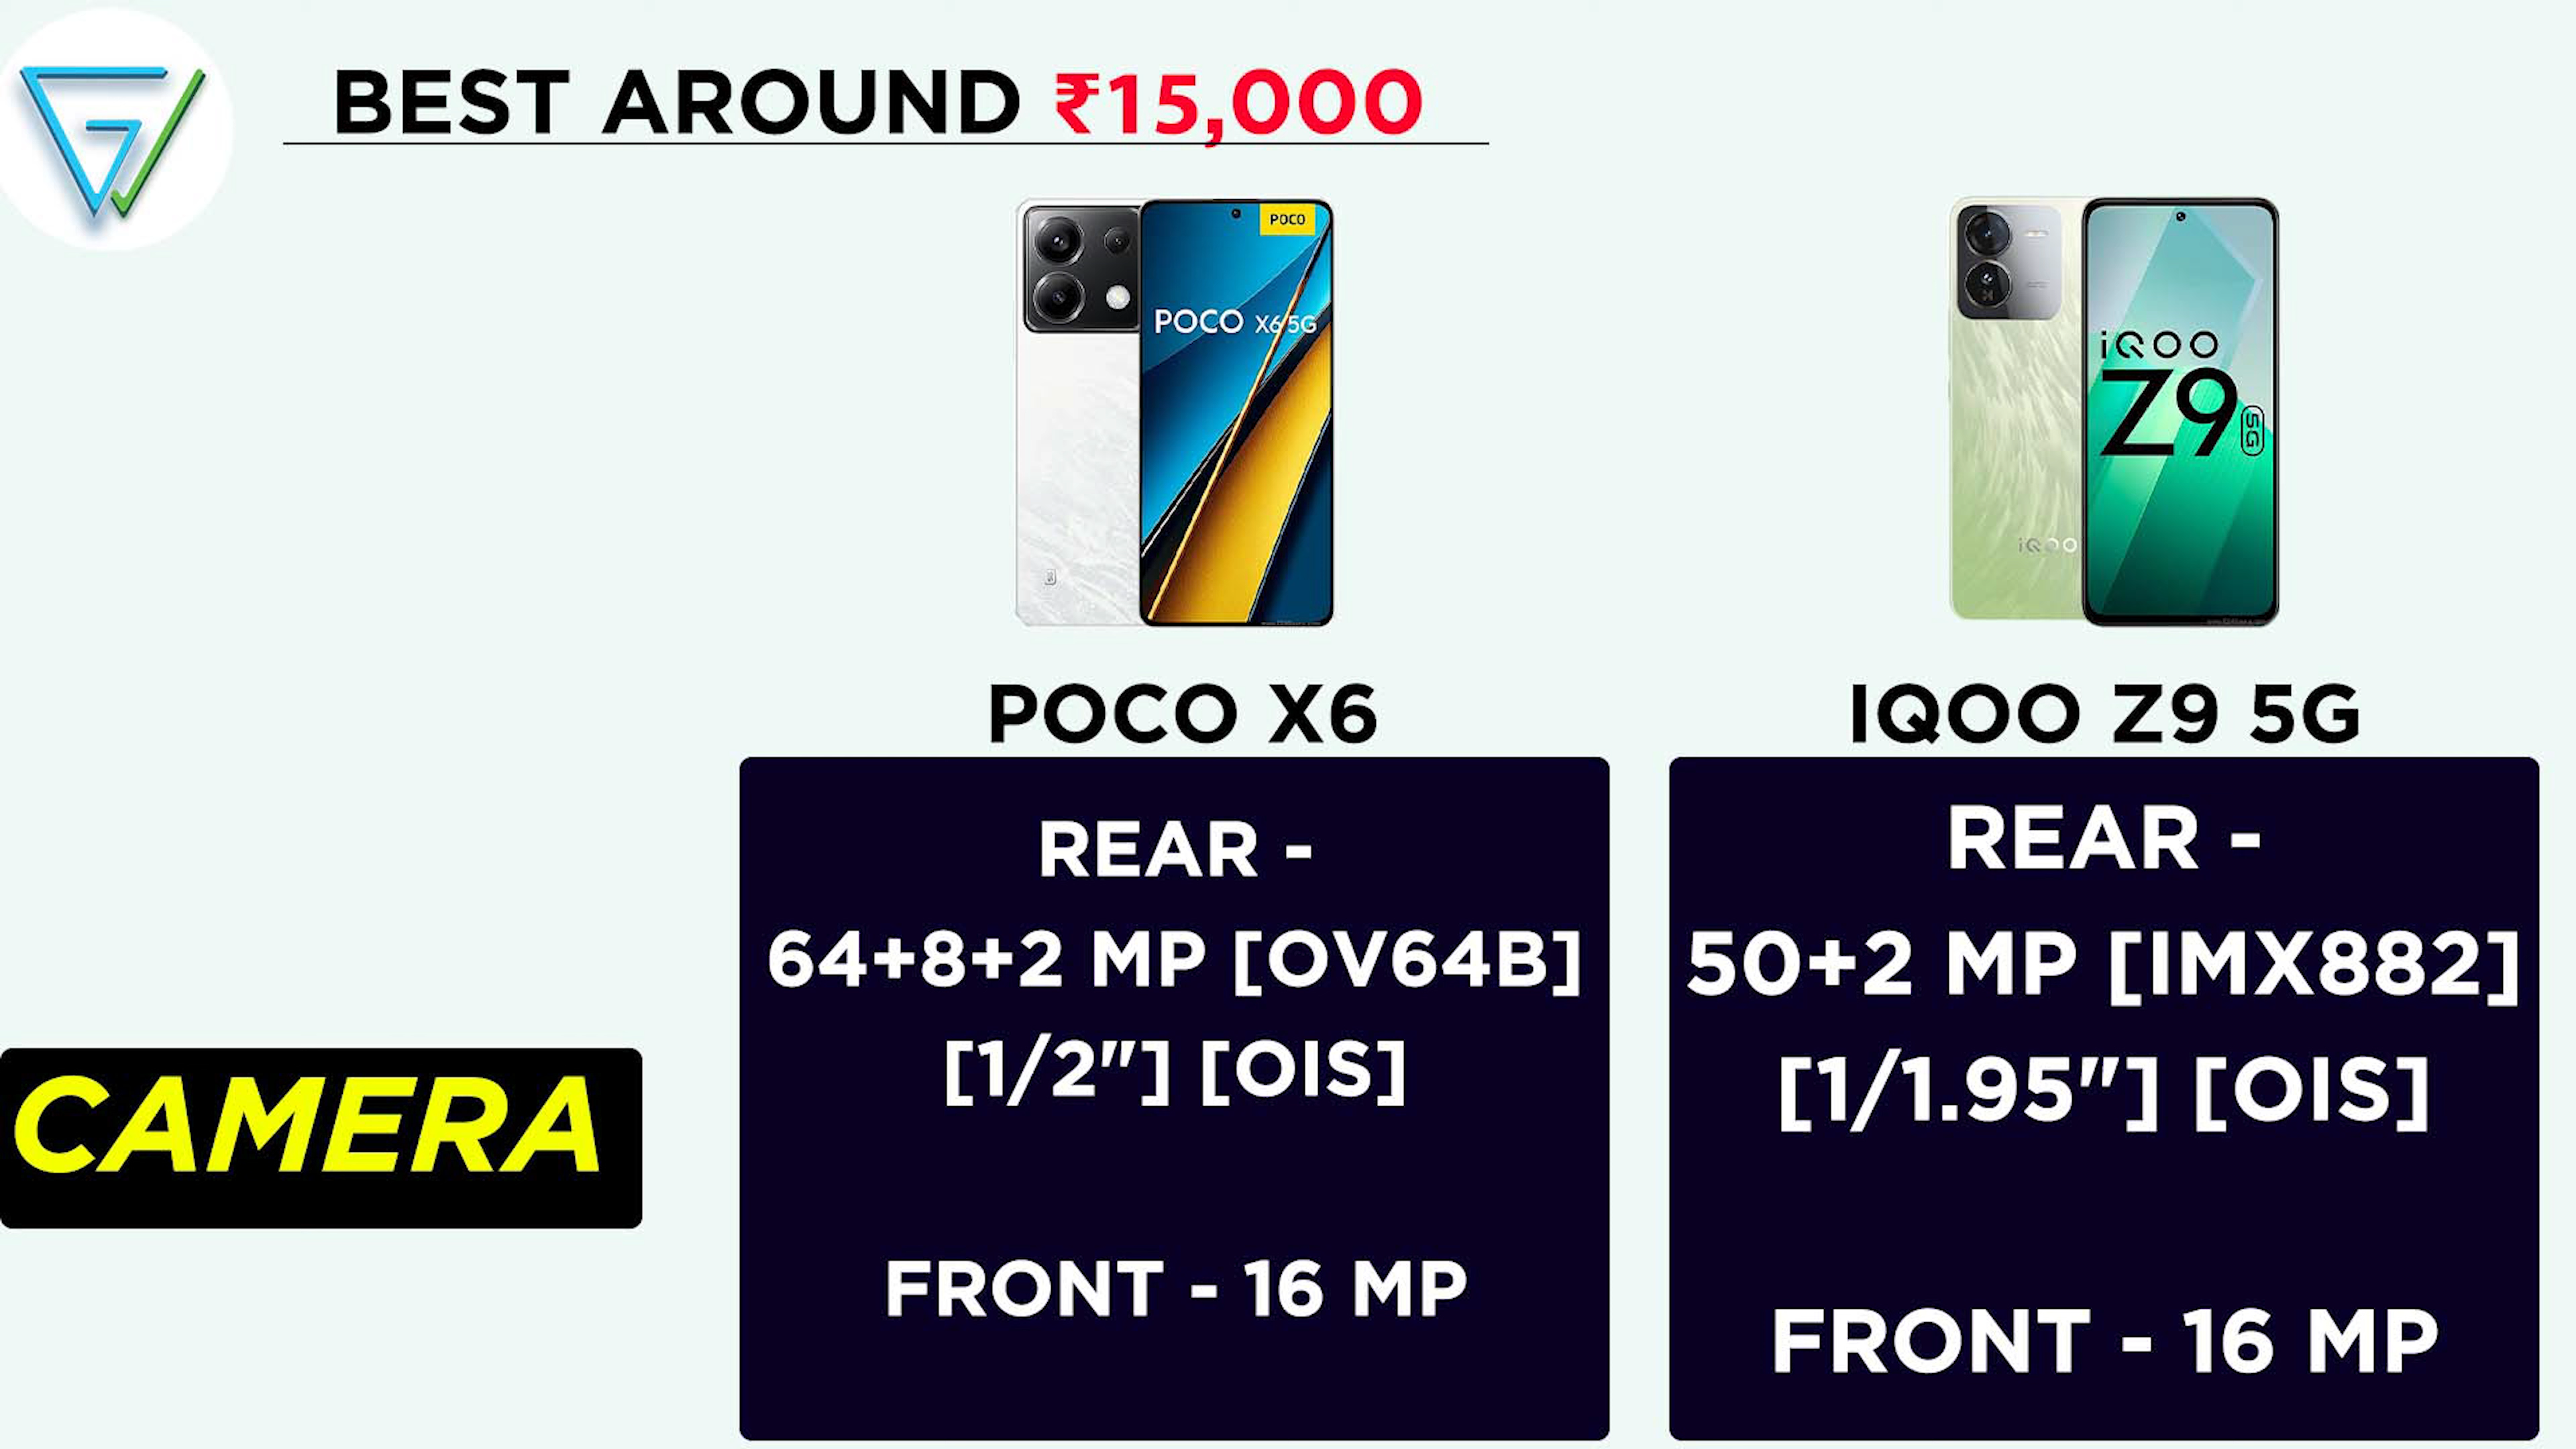 BEST AROUND ₹15,000
POCO
POCO X6 5G
iQOO
Z9
5G
iQOO
POCO X6
IQOO Z9 5G
REAR -
64+8+2 MP [OV64B]
[1/2"] [OIS]
FRONT - 16 MP
REAR -
50+2 MP [IMX882]
[1/1.95"] [OIS]
FRONT - 16 MP
CAMERA